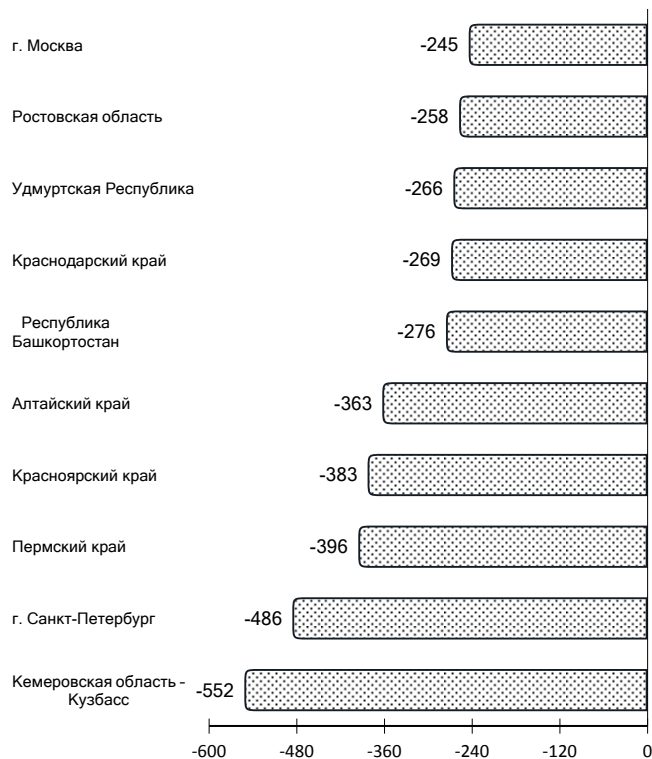 г. Москва
-245
Ростовская область
-258
Удмуртская Республика
-266
Краснодарский край
-269
Республика
Башкортостан
-276
Алтайский край
-363
Красноярский край
-383
Пермский край
-396
г. Санкт-Петербург
-486
Кемеровская область -
Кузбасс
-552
-600 -480 -360 -240 -120 0